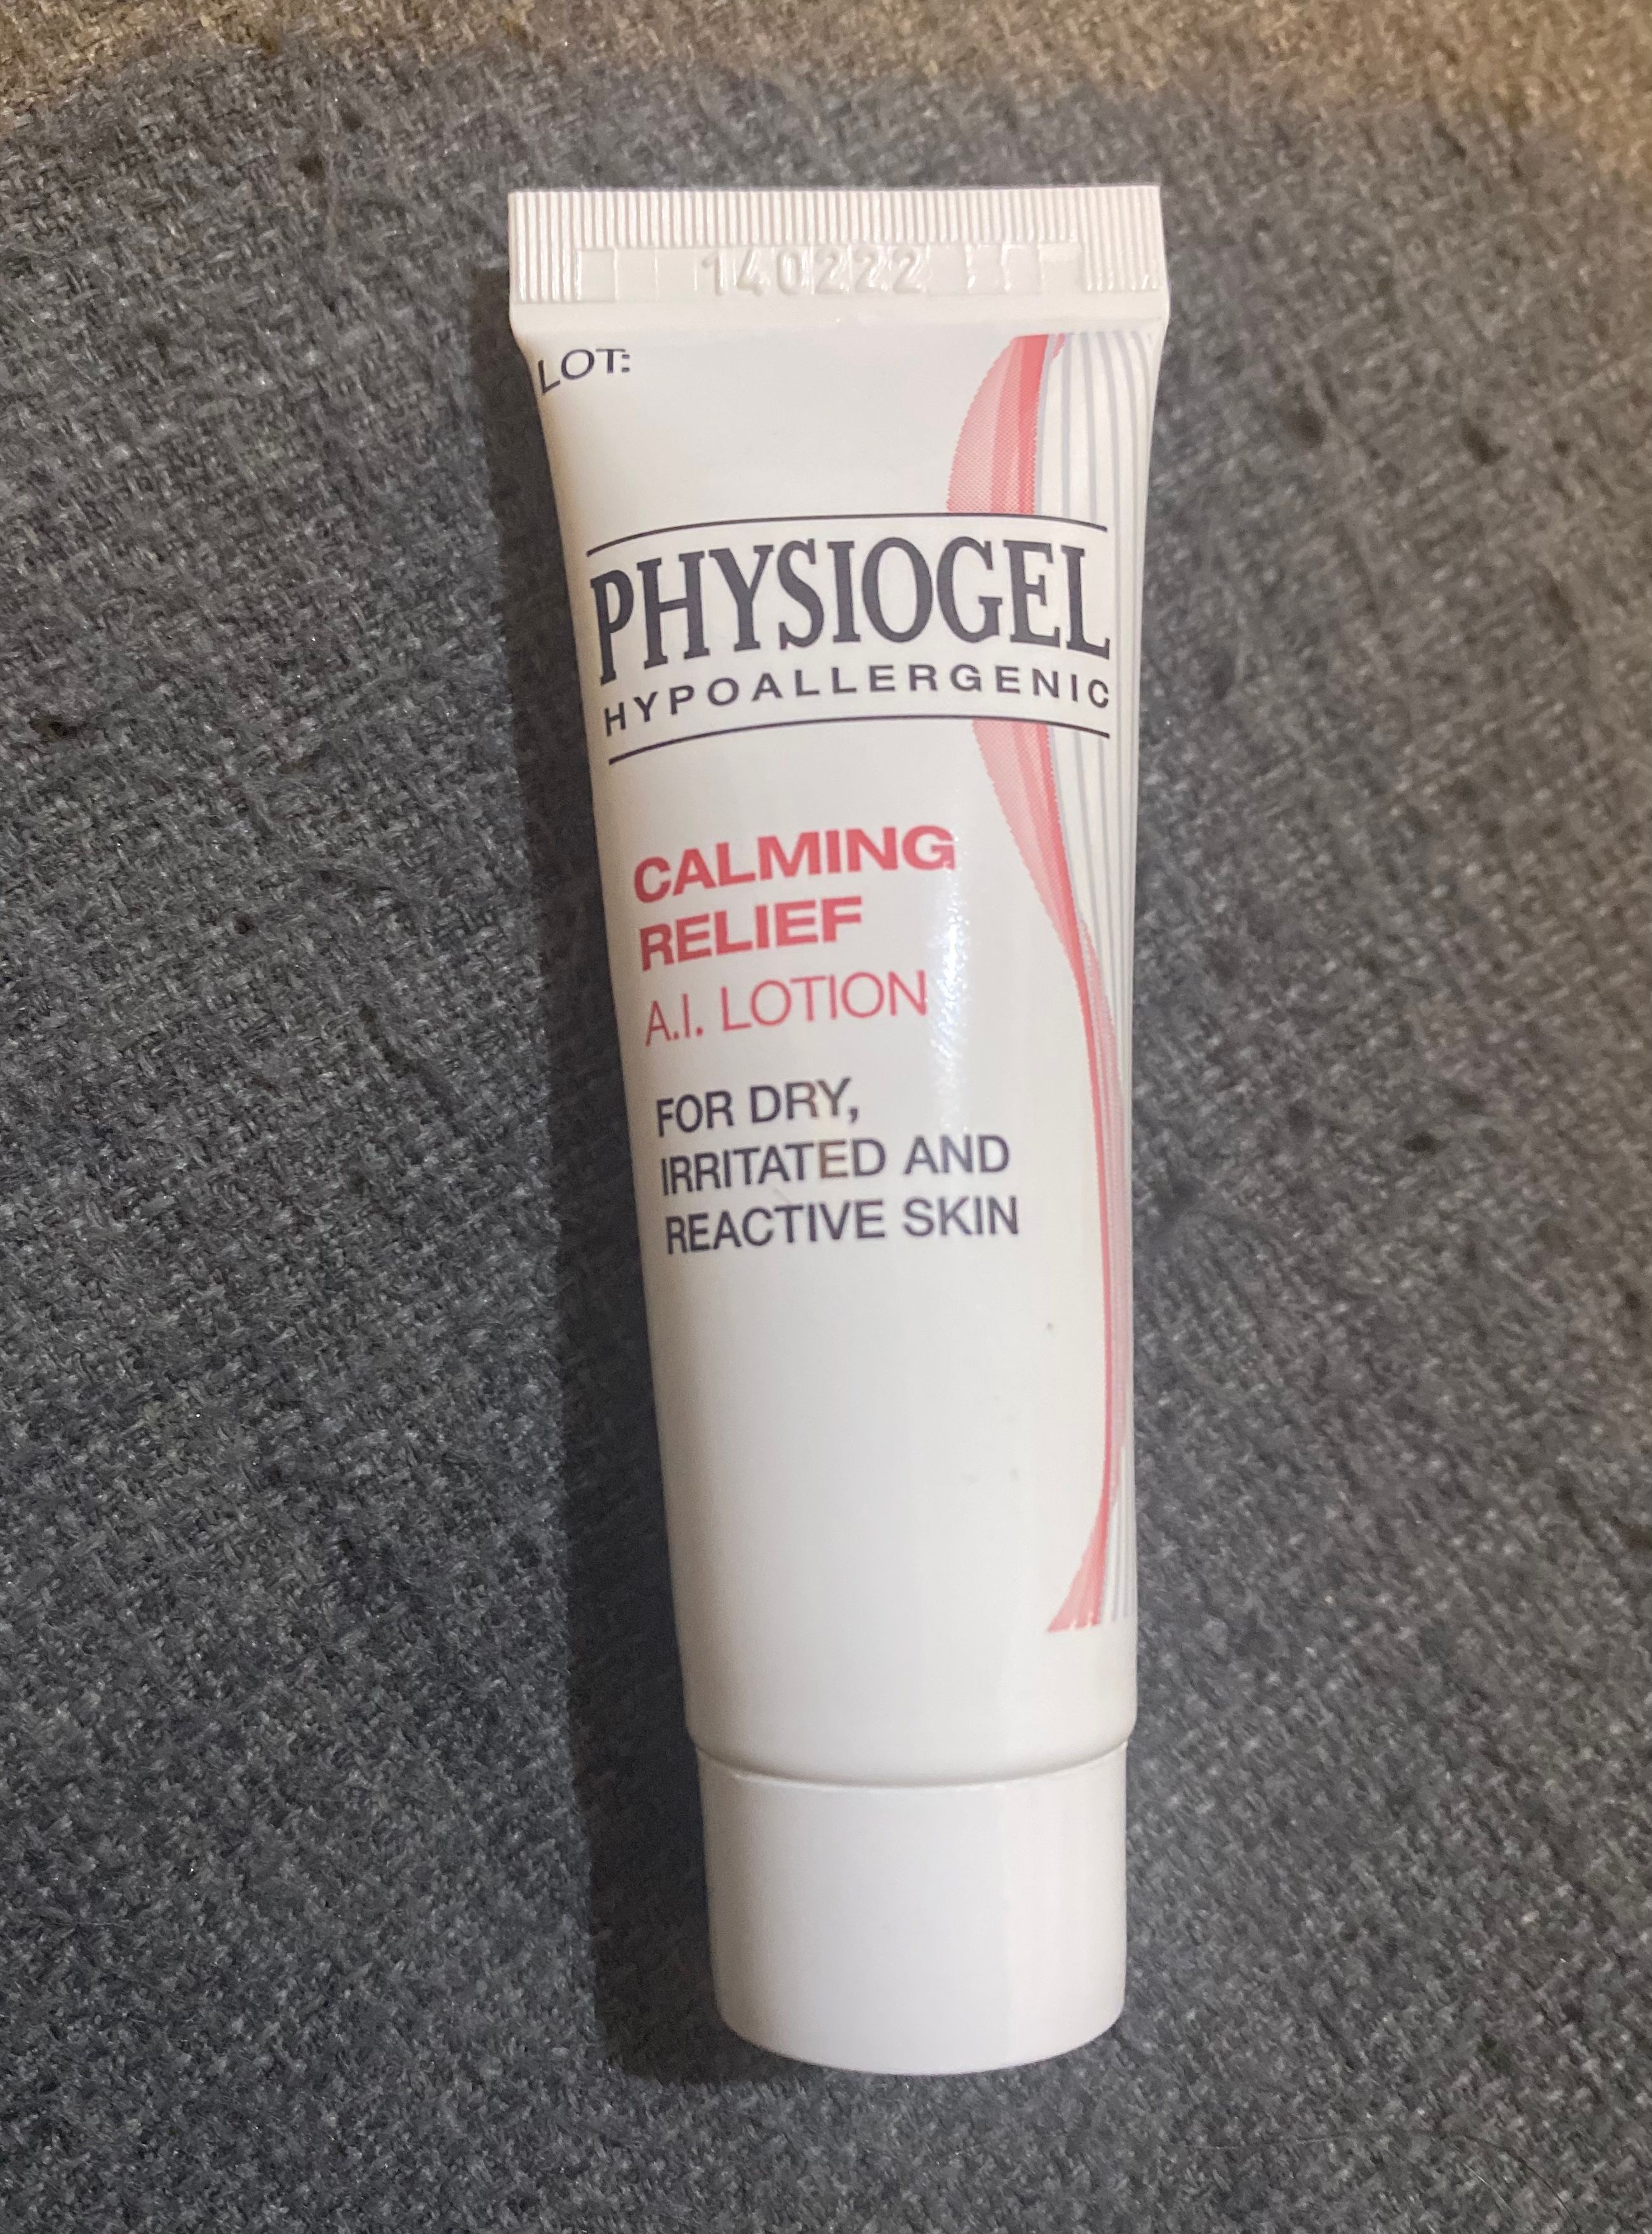 140222
LOT:
PHYSIOGEL
HYPOALLERGENIC
CALMING
RELIEF
A.I. LOTION
FOR DRY,
IRRITATED AND
REACTIVE SKIN